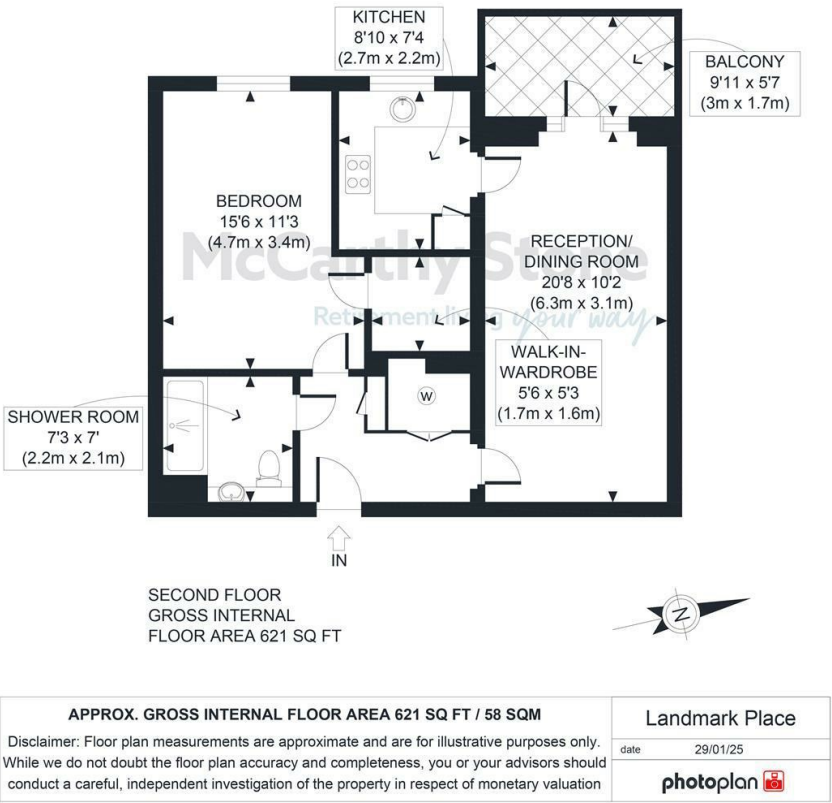 KITCHEN
8'10 x 7'4
(2.7m x 2.2m)
BALCONY
9'11 x 5'7
(3m x 1.7m)
BEDROOM
15'6 x 11'3
(4.7m x 3.4m)
RECEPTION/
DINING ROOM
20'8 x 10'2
(6.3m x 3.1m)
McCarthy Stone
Retirement living your way
WALK-IN-
WARDROBE
5'6 x 5'3
(1.7m x 1.6m)
W
SHOWER ROOM
7'3 x 7'
(2.2m x 2.1m)
IN
SECOND FLOOR
GROSS INTERNAL
FLOOR AREA 621 SQ FT
N
APPROX. GROSS INTERNAL FLOOR AREA 621 SQ FT / 58 SQM
Disclaimer: Floor plan measurements are approximate and are for illustrative purposes only.
While we do not doubt the floor plan accuracy and completeness, you or your advisors should
conduct a careful, independent investigation of the property in respect of monetary valuation
Landmark Place
date 29/01/25
photoplan